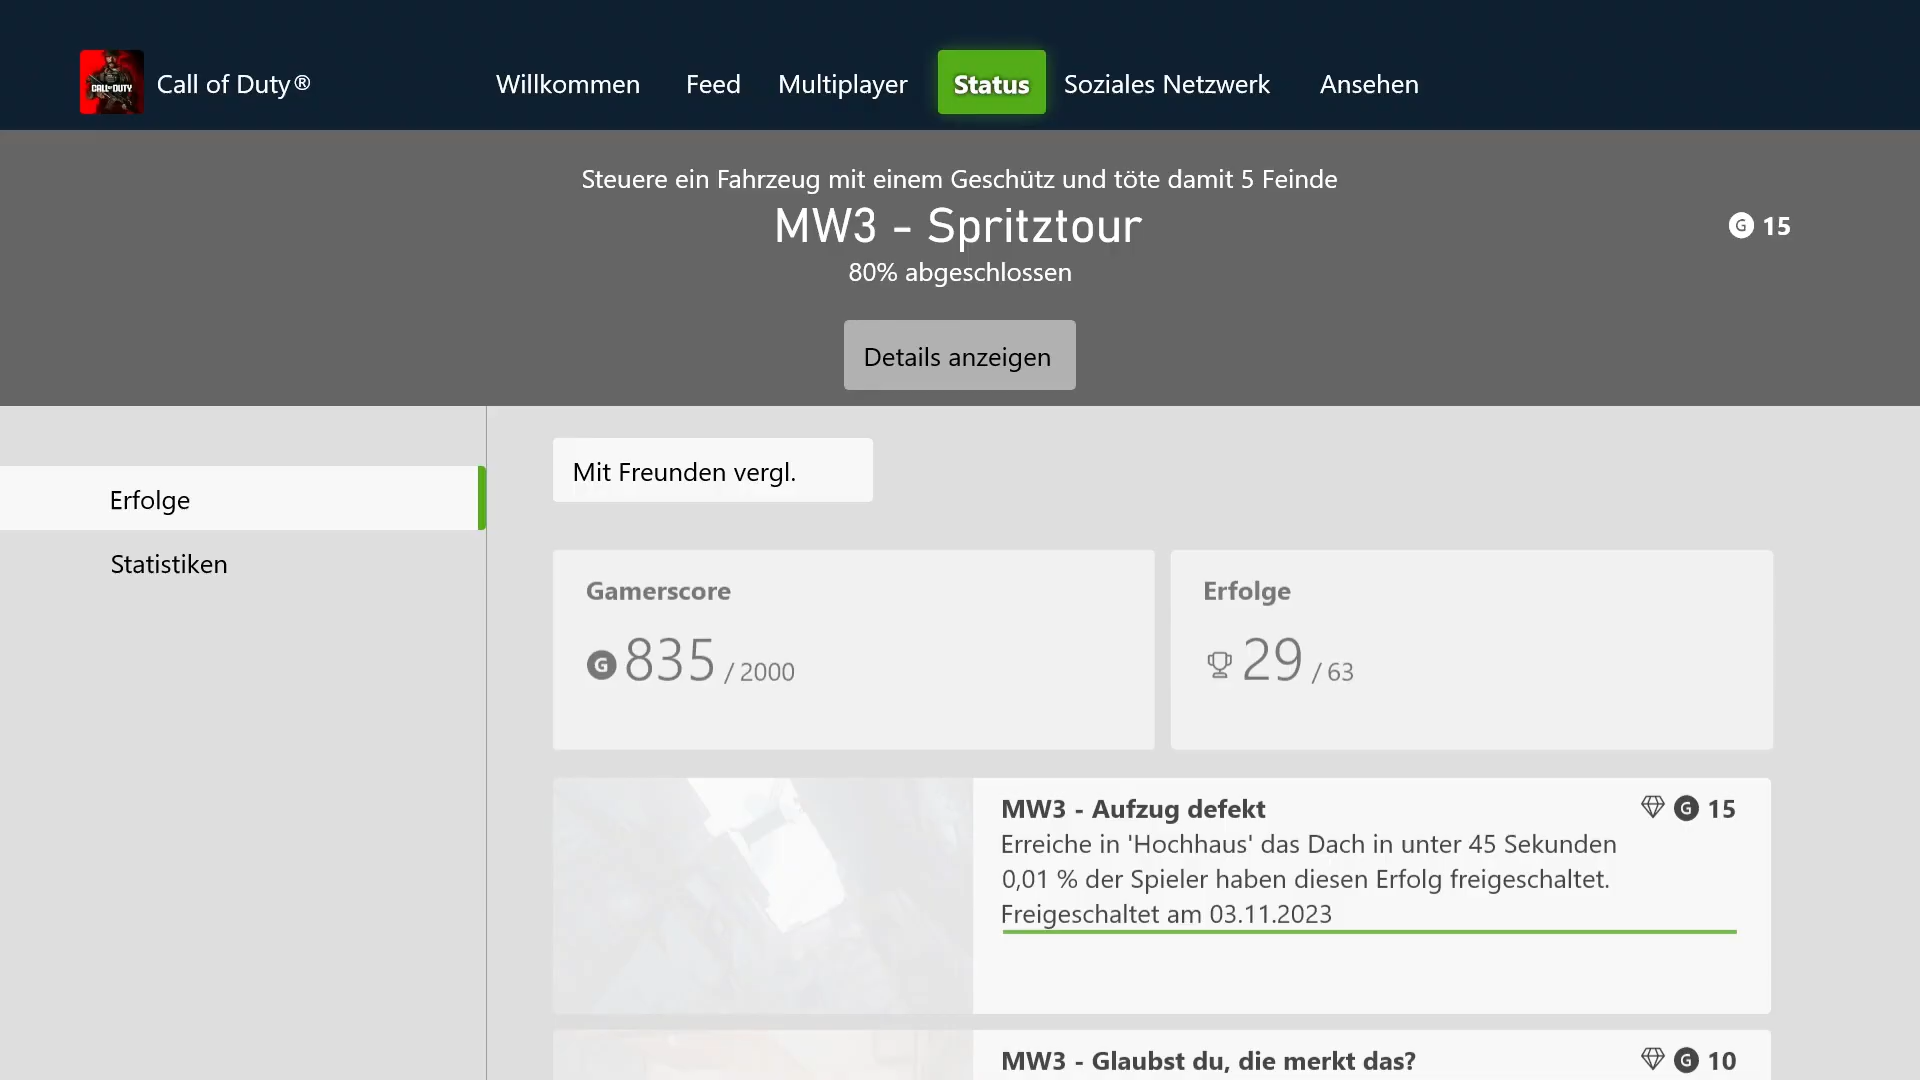 CALL OF DUTY
Call of Duty®
Willkommen
Feed
Multiplayer
Status
Soziales Netzwerk
Ansehen
Steuere ein Fahrzeug mit einem Geschütz und töte damit 5 Feinde
MW3 - Spritztour
G 15
80% abgeschlossen
Details anzeigen
Erfolge
Statistiken
Mit Freunden vergl.
Gamerscore
G 835 / 2000
Erfolge
29 / 63
MW3 - Aufzug defekt
G 15
Erreiche in 'Hochhaus' das Dach in unter 45 Sekunden
0,01 % der Spieler haben diesen Erfolg freigeschaltet.
Freigeschaltet am 03.11.2023
MW3 - Glaubst du, die merkt das?
G 10